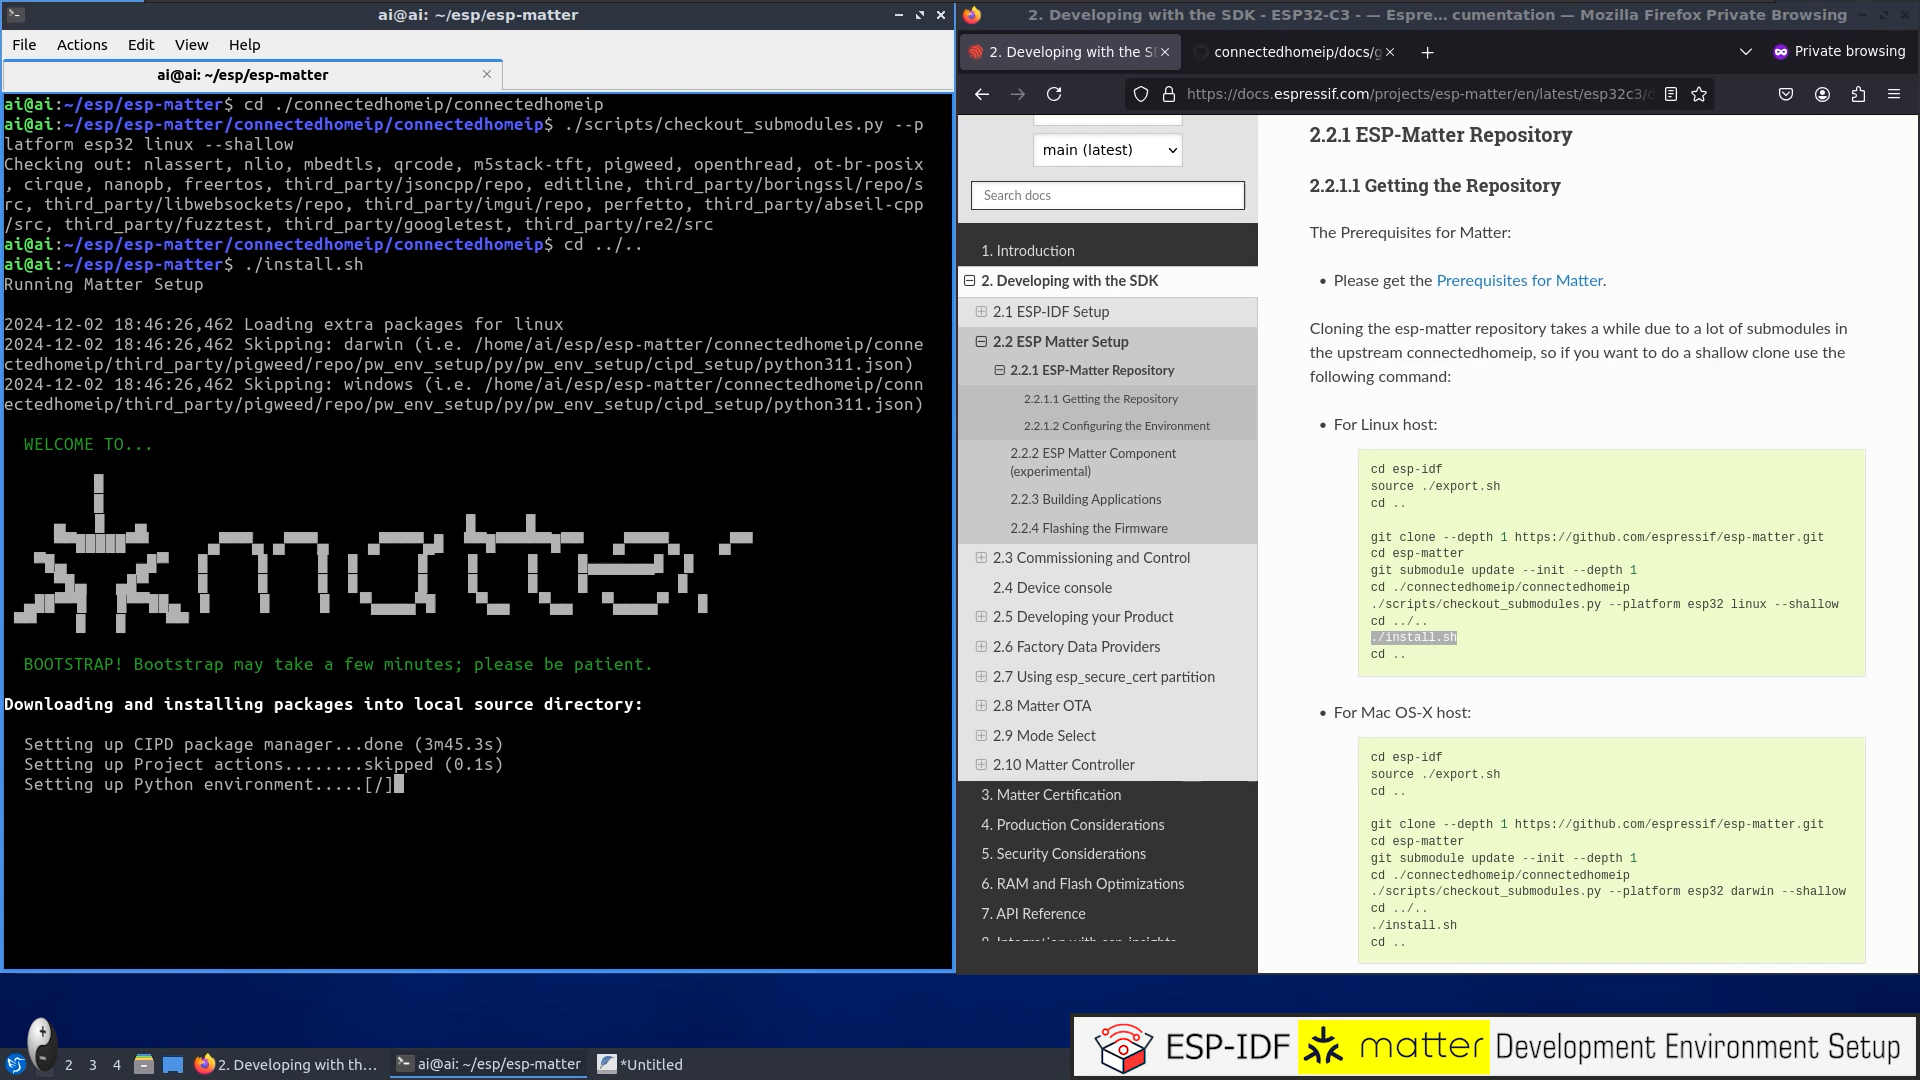 ai@ai: ~/esp/esp-matter
File Actions Edit View Help
ai@ai: ~/esp/esp-matter
ai@ai:~/esp/esp-matter$ cd ./connectedhomeip/connectedhomeip
ai@ai:~/esp/esp-matter/connectedhomeip/connectedhomeip$ ./scripts/checkout_submodules.py --p
latform esp32 linux --shallow
Checking out: nlassert, nlio, mbedtls, qrcode, m5stack-tft, pigweed, openthread, ot-br-posix
, cirque, nanopb, freertos, third_party/jsoncpp/repo, editline, third_party/boringssl/repo/s
rc, third_party/libwebsockets/repo, third_party/imgui/repo, perfetto, third_party/abseil-cpp
/src, third_party/fuzztest, third_party/googletest, third_party/re2/src
ai@ai:~/esp/esp-matter/connectedhomeip/connectedhomeip$ cd ../..
ai@ai:~/esp/esp-matter$ ./install.sh
Running Matter Setup
2024-12-02 18:46:26,462 Loading extra packages for linux
2024-12-02 18:46:26,462 Skipping: darwin (i.e. /home/ai/esp/esp-matter/connectedhomeip/conne
ctedhomeip/third_party/pigweed/repo/pw_env_setup/py/pw_env_setup/cipd_setup/python311.json)
2024-12-02 18:46:26,462 Skipping: windows (i.e. /home/ai/esp/esp-matter/connectedhomeip/conn
ectedhomeip/third_party/pigweed/repo/pw_env_setup/py/pw_env_setup/cipd_setup/python311.json)
WELCOME TO...
matter
BOOTSTRAP! Bootstrap may take a few minutes; please be patient.
Downloading and installing packages into local source directory:
Setting up CIPD package manager...done (3m45.3s)
Setting up Project actions........skipped (0.1s)
Setting up Python environment.....[/]
2. Developing with the SDK - ESP32-C3 - — Espre… cumentation — Mozilla Firefox Private Browsing
2. Developing with the S
connectedhomeip/docs/g
Private browsing
https://docs.espressif.com/projects/esp-matter/en/latest/esp32c3/
main (latest)
Search docs
1. Introduction
2. Developing with the SDK
2.1 ESP-IDF Setup
2.2 ESP Matter Setup
2.2.1 ESP-Matter Repository
2.2.1.1 Getting the Repository
2.2.1.2 Configuring the Environment
2.2.2 ESP Matter Component
(experimental)
2.2.3 Building Applications
2.2.4 Flashing the Firmware
2.3 Commissioning and Control
2.4 Device console
2.5 Developing your Product
2.6 Factory Data Providers
2.7 Using esp_secure_cert partition
2.8 Matter OTA
2.9 Mode Select
2.10 Matter Controller
3. Matter Certification
4. Production Considerations
5. Security Considerations
6. RAM and Flash Optimizations
7. API Reference
8. Integration with esp-insights
2.2.1 ESP-Matter Repository
2.2.1.1 Getting the Repository
The Prerequisites for Matter:
• Please get the Prerequisites for Matter.
Cloning the esp-matter repository takes a while due to a lot of submodules in
the upstream connectedhomeip, so if you want to do a shallow clone use the
following command:
• For Linux host:
cd esp-idf
source ./export.sh
cd ..
git clone --depth 1 https://github.com/espressif/esp-matter.git
cd esp-matter
git submodule update --init --depth 1
cd ./connectedhomeip/connectedhomeip
./scripts/checkout_submodules.py --platform esp32 linux --shallow
cd ../..
./install.sh
cd ..
• For Mac OS-X host:
cd esp-idf
source ./export.sh
cd ..
git clone --depth 1 https://github.com/espressif/esp-matter.git
cd esp-matter
git submodule update --init --depth 1
cd ./connectedhomeip/connectedhomeip
./scripts/checkout_submodules.py --platform esp32 darwin --shallow
cd ../..
./install.sh
cd ..
2 3 4
2. Developing with th…
ai@ai: ~/esp/esp-matter
*Untitled
ESP-IDF matter Development Environment Setup